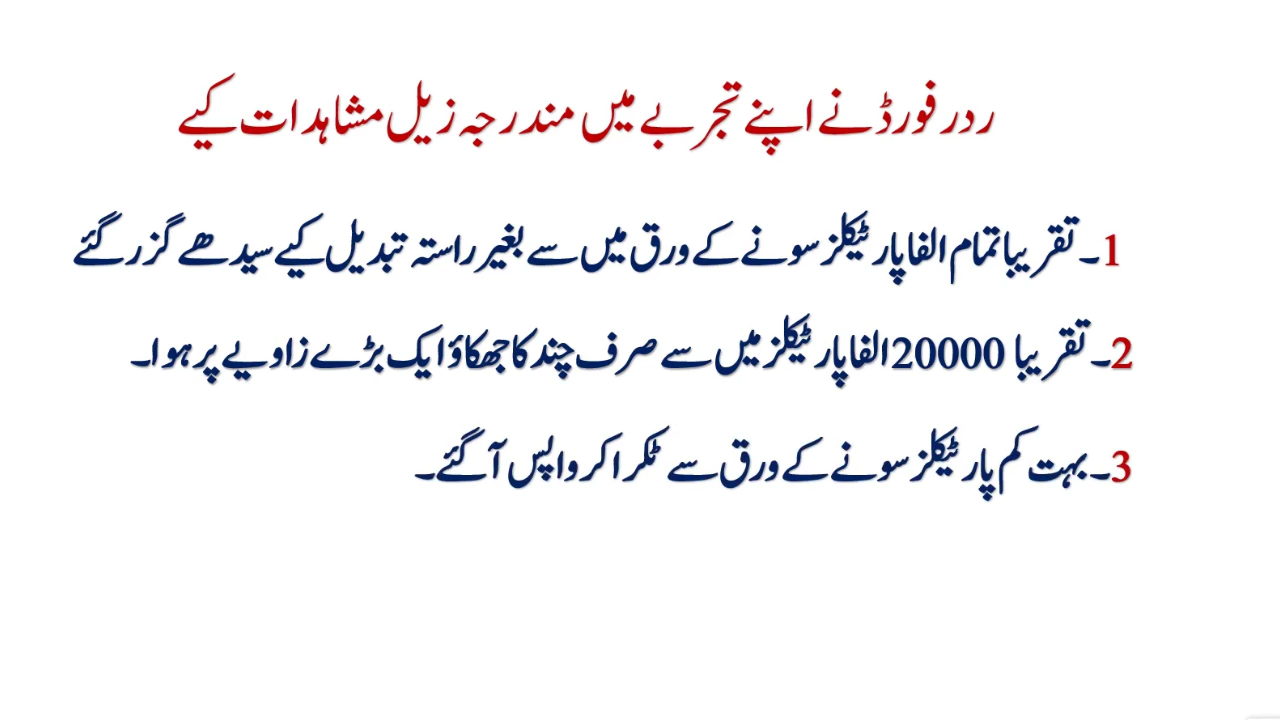 ردرفورڈ نے اپنے تجربے میں مندرجہ زیل مشاہدات کیے
1۔ تقریبا تمام الفا پارٹیکلز سونے کے ورق میں سے بغیر راستہ تبدیل کیے سیدھے گزر گئے
2۔ تقریبا 20000 الفا پارٹیکلز میں سے صرف چند کا جھکاؤ ایک بڑے زاویے پر ہوا۔
3۔ بہت کم پارٹیکلز سونے کے ورق سے ٹکرا کر واپس آ گئے۔